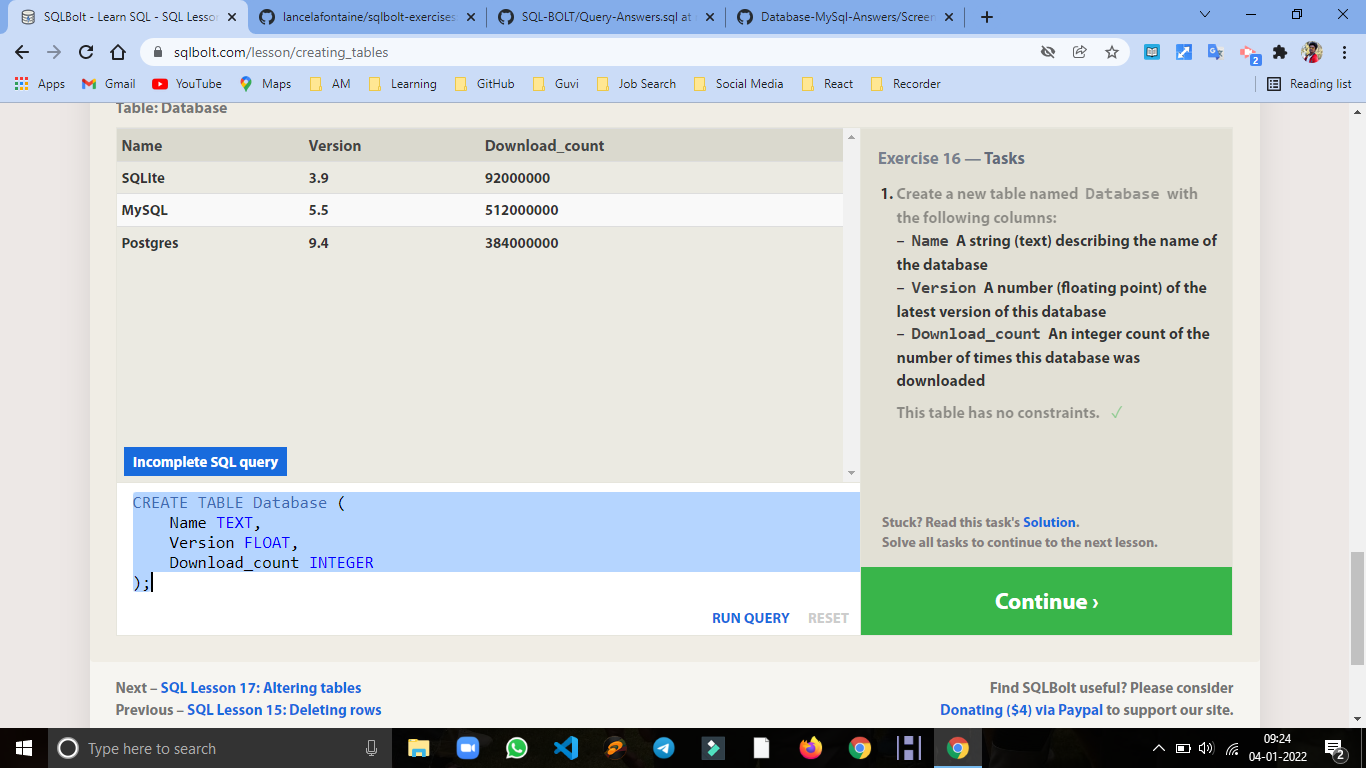 SQLBolt - Learn SQL - SQL Lesson
lancelafontaine/sqlbolt-exercises
SQL-BOLT/Query-Answers.sql at
Database-MySql-Answers/Screen
sqlbolt.com/lesson/creating_tables
2
Apps
Gmail
YouTube
Maps
AM
Learning
GitHub
Guvi
Job Search
Social Media
React
Recorder
Reading list
Table: Database
Name Version Download_count
SQLite 3.9 92000000
MySQL 5.5 512000000
Postgres 9.4 384000000
Incomplete SQL query
CREATE TABLE Database (
Name TEXT,
Version FLOAT,
Download_count INTEGER
);
RUN QUERY RESET
Exercise 16 — Tasks
1. Create a new table named Database with
the following columns:
– Name A string (text) describing the name of
the database
– Version A number (floating point) of the
latest version of this database
– Download_count An integer count of the
number of times this database was
downloaded
This table has no constraints. ✓
Stuck? Read this task's Solution.
Solve all tasks to continue to the next lesson.
Continue ›
Next – SQL Lesson 17: Altering tables
Previous – SQL Lesson 15: Deleting rows
Find SQLBolt useful? Please consider
Donating ($4) via Paypal to support our site.
Type here to search
09:24
04-01-2022
2